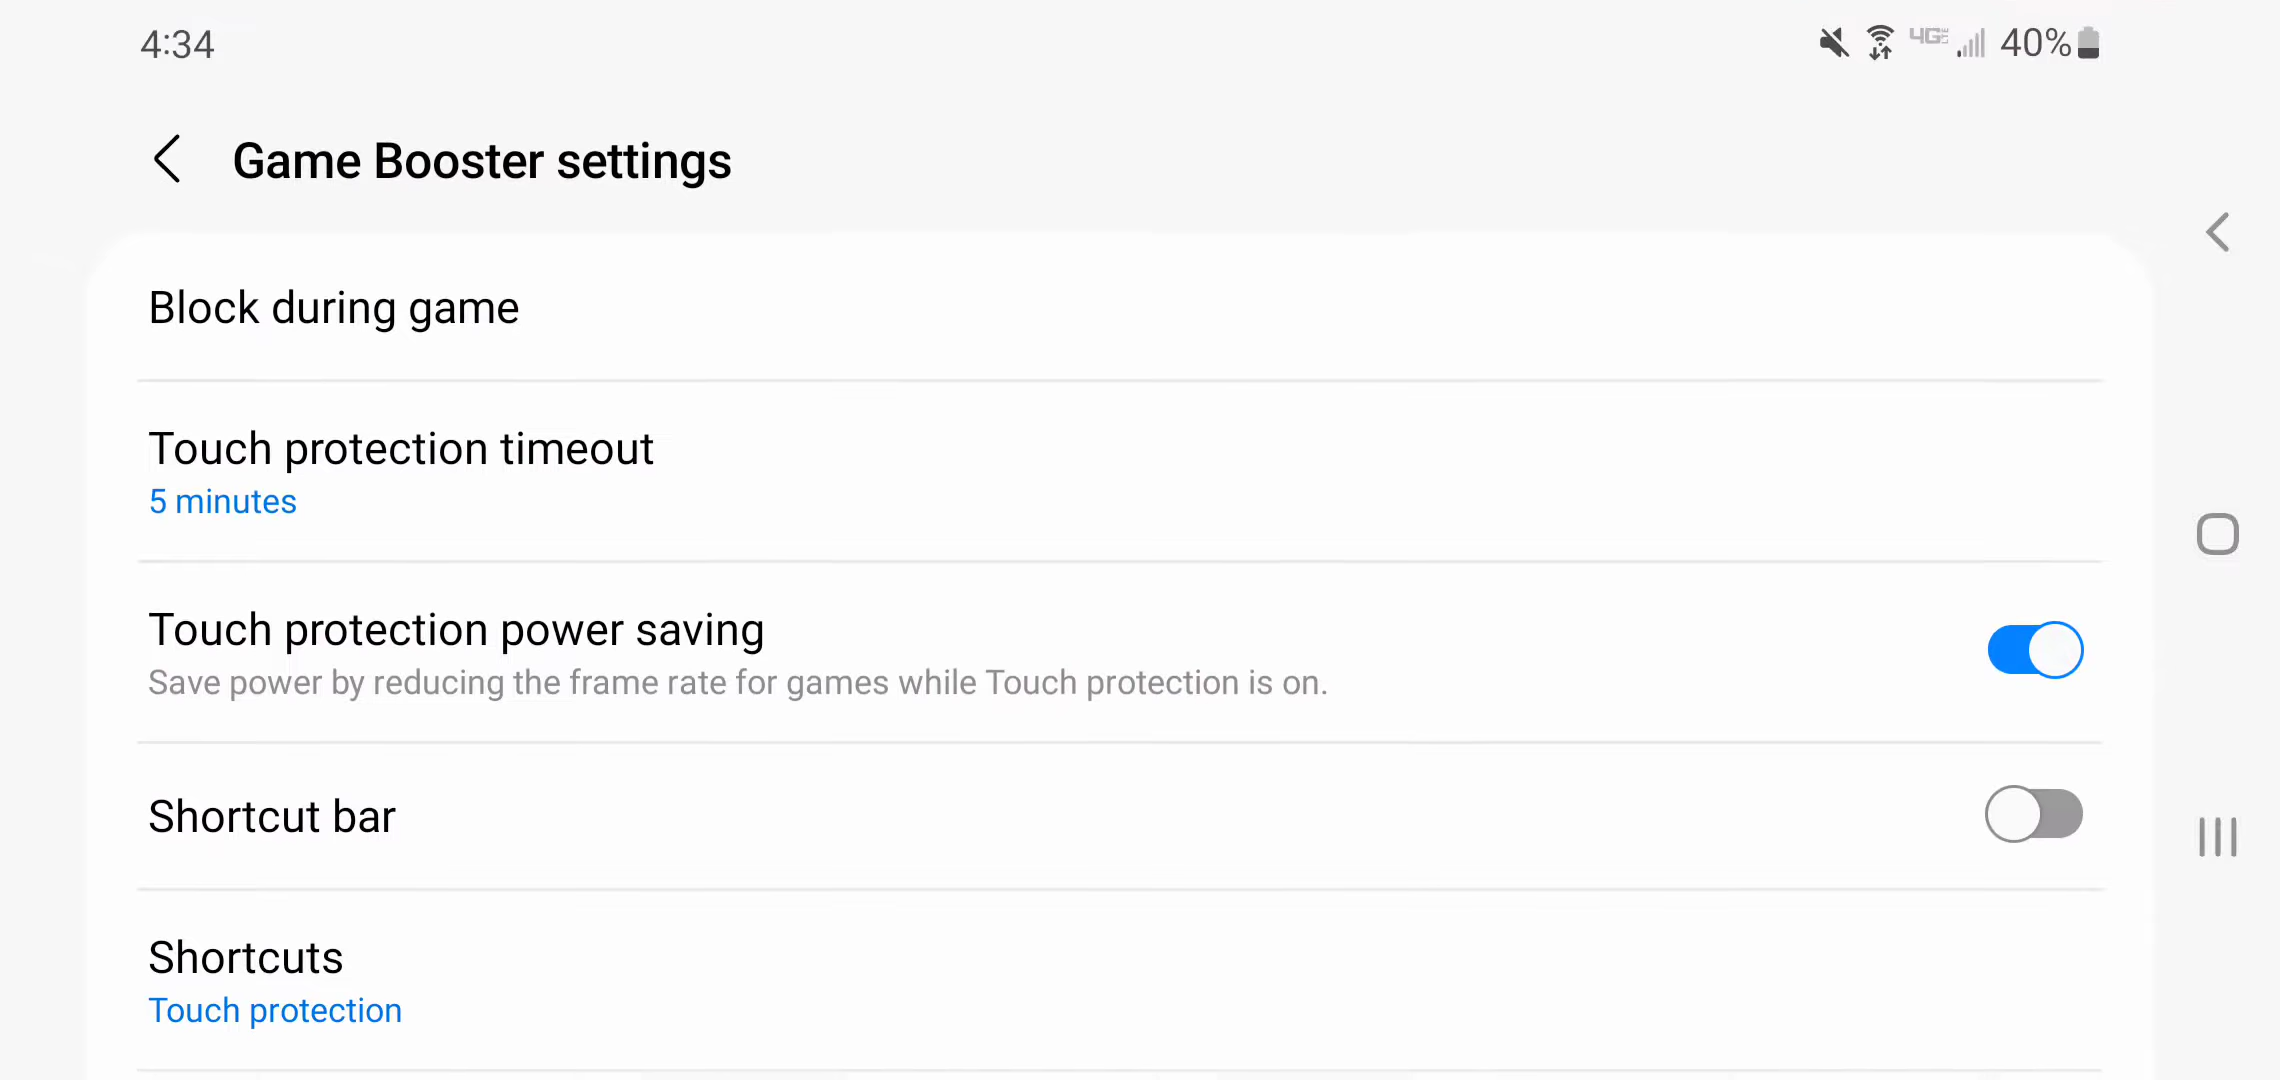 4:34
4G 40%
Game Booster settings
Block during game
Touch protection timeout
5 minutes
Touch protection power saving
Save power by reducing the frame rate for games while Touch protection is on.
Shortcut bar
Shortcuts
Touch protection